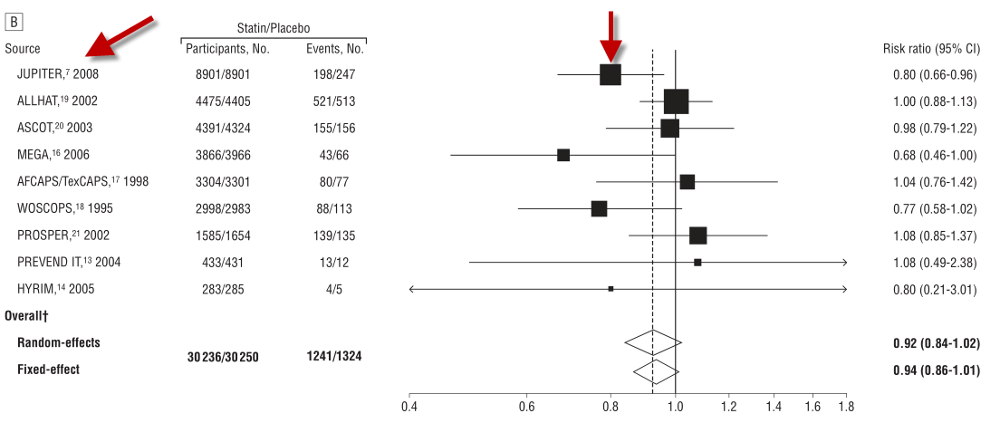 B
Statin/Placebo
Source Participants, No. Events, No. Risk ratio (95% CI)
JUPITER,7 2008 8901/8901 198/247 0.80 (0.66-0.96)
ALLHAT,19 2002 4475/4405 521/513 1.00 (0.88-1.13)
ASCOT,20 2003 4391/4324 155/156 0.98 (0.79-1.22)
MEGA,16 2006 3866/3966 43/66 0.68 (0.46-1.00)
AFCAPS/TexCAPS,17 1998 3304/3301 80/77 1.04 (0.76-1.42)
WOSCOPS,18 1995 2998/2983 88/113 0.77 (0.58-1.02)
PROSPER,21 2002 1585/1654 139/135 1.08 (0.85-1.37)
PREVEND IT,13 2004 433/431 13/12 1.08 (0.49-2.38)
HYRIM,14 2005 283/285 4/5 0.80 (0.21-3.01)
Overall†
Random-effects 0.92 (0.84-1.02)
30 236/30 250 1241/1324
Fixed-effect 0.94 (0.86-1.01)
0.4 0.6 0.8 1.0 1.2 1.4 1.6 1.8